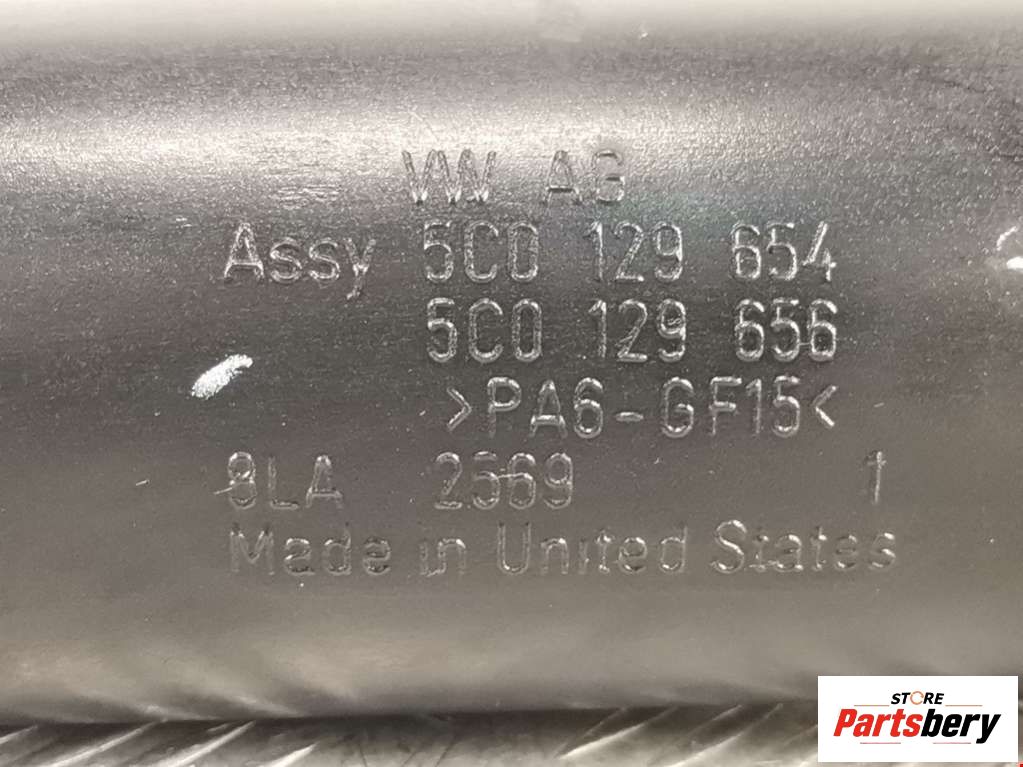 VW AG
Assy 5C0 129 654
5C0 129 656
>PA6-GF15<
8LA 2569 1
Made in United States
STORE
Partsbery